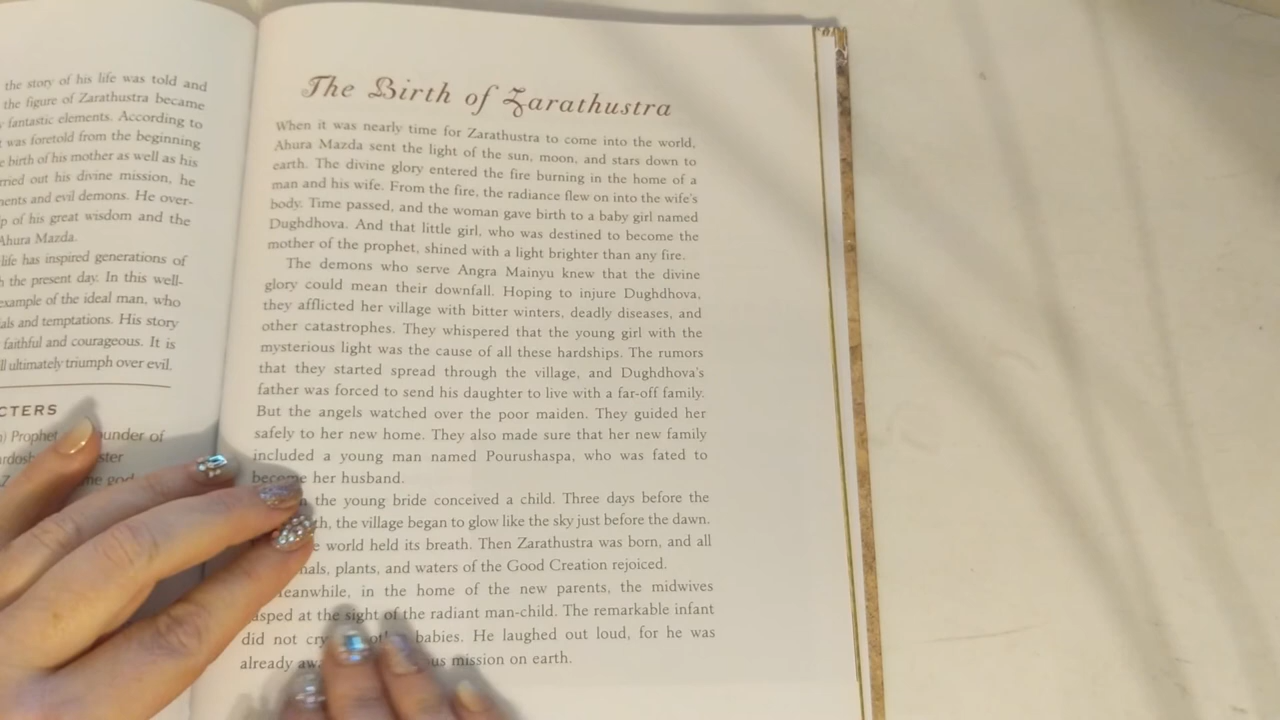 the story of his life was told and
the figure of Zarathustra became
fantastic elements. According to
was foretold from the beginning
birth of his mother as well as his
out his divine mission, he
and evil demons. He over-
of his great wisdom and the
Ahura Mazda.
life has inspired generations of
the present day. In this well-
example of the ideal man, who
and temptations. His story
faithful and courageous. It is
ultimately triumph over evil.
Prophet
of
The Birth of Zarathustra
When it was nearly time for Zarathustra to come into the world,
Ahura Mazda sent the light of the sun, moon, and stars down to
earth. The divine glory entered the fire burning in the home of a
man and his wife. From the fire, the radiance flew on into the wife's
body. Time passed, and the woman gave birth to a baby girl named
Dughdhova. And that little girl, who was destined to become the
mother of the prophet, shined with a light brighter than any fire.
The demons who serve Angra Mainyu knew that the divine
glory could mean their downfall. Hoping to injure Dughdhova,
they afflicted her village with bitter winters, deadly diseases, and
other catastrophes. They whispered that the young girl with the
mysterious light was the cause of all these hardships. The rumors
that they started spread through the village, and Dughdhova's
father was forced to send his daughter to live with a far-off family.
But the angels watched over the poor maiden. They guided her
safely to her new home. They also made sure that her new family
included a young man named Pourushaspa, who was fated to
become her husband.
the young bride conceived a child. Three days before the
the village began to glow like the sky just before the dawn.
world held its breath. Then Zarathustra was born, and all
plants, and waters of the Good Creation rejoiced.
Meanwhile, in the home of the new parents, the midwives
gasped at the sight of the radiant man-child. The remarkable infant
did not cry babies. He laughed out loud, for he was
already mission on earth.